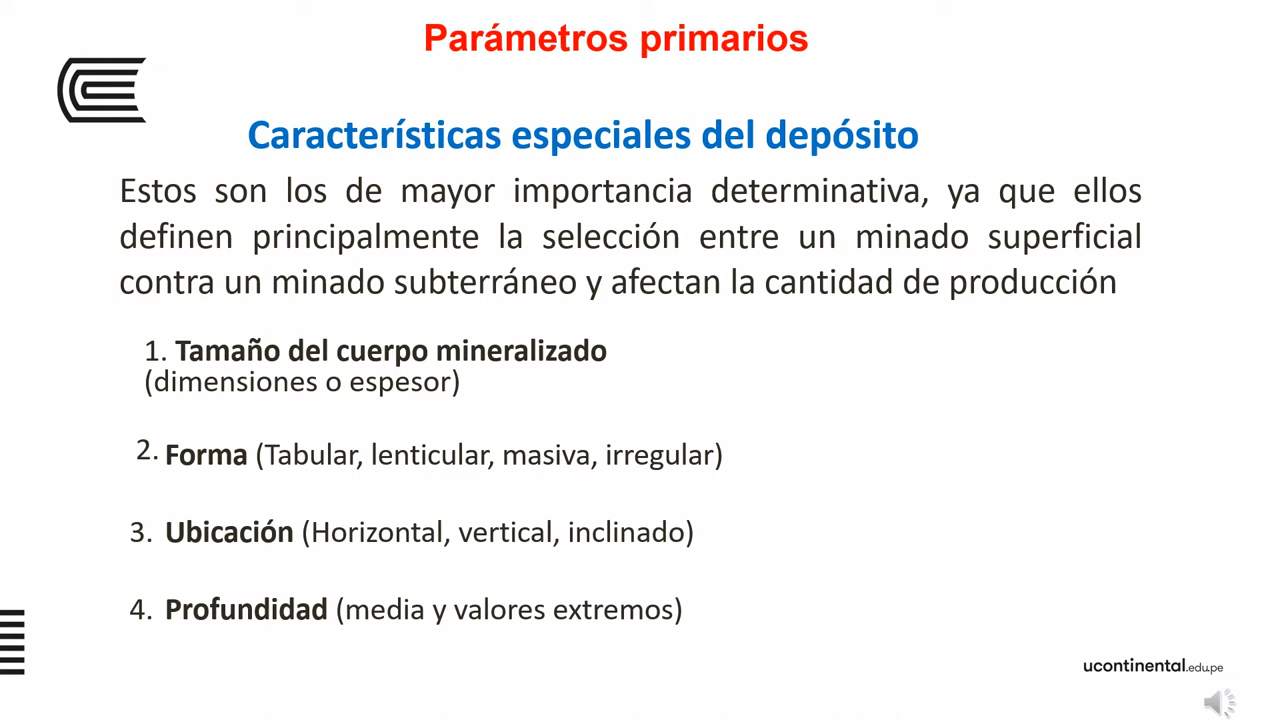 Parámetros primarios
Características especiales del depósito
Estos son los de mayor importancia determinativa, ya que ellos
definen principalmente la selección entre un minado superficial
contra un minado subterráneo y afectan la cantidad de producción
1. Tamaño del cuerpo mineralizado
(dimensiones o espesor)
2. Forma (Tabular, lenticular, masiva, irregular)
3. Ubicación (Horizontal, vertical, inclinado)
4. Profundidad (media y valores extremos)
ucontinental.edu.pe